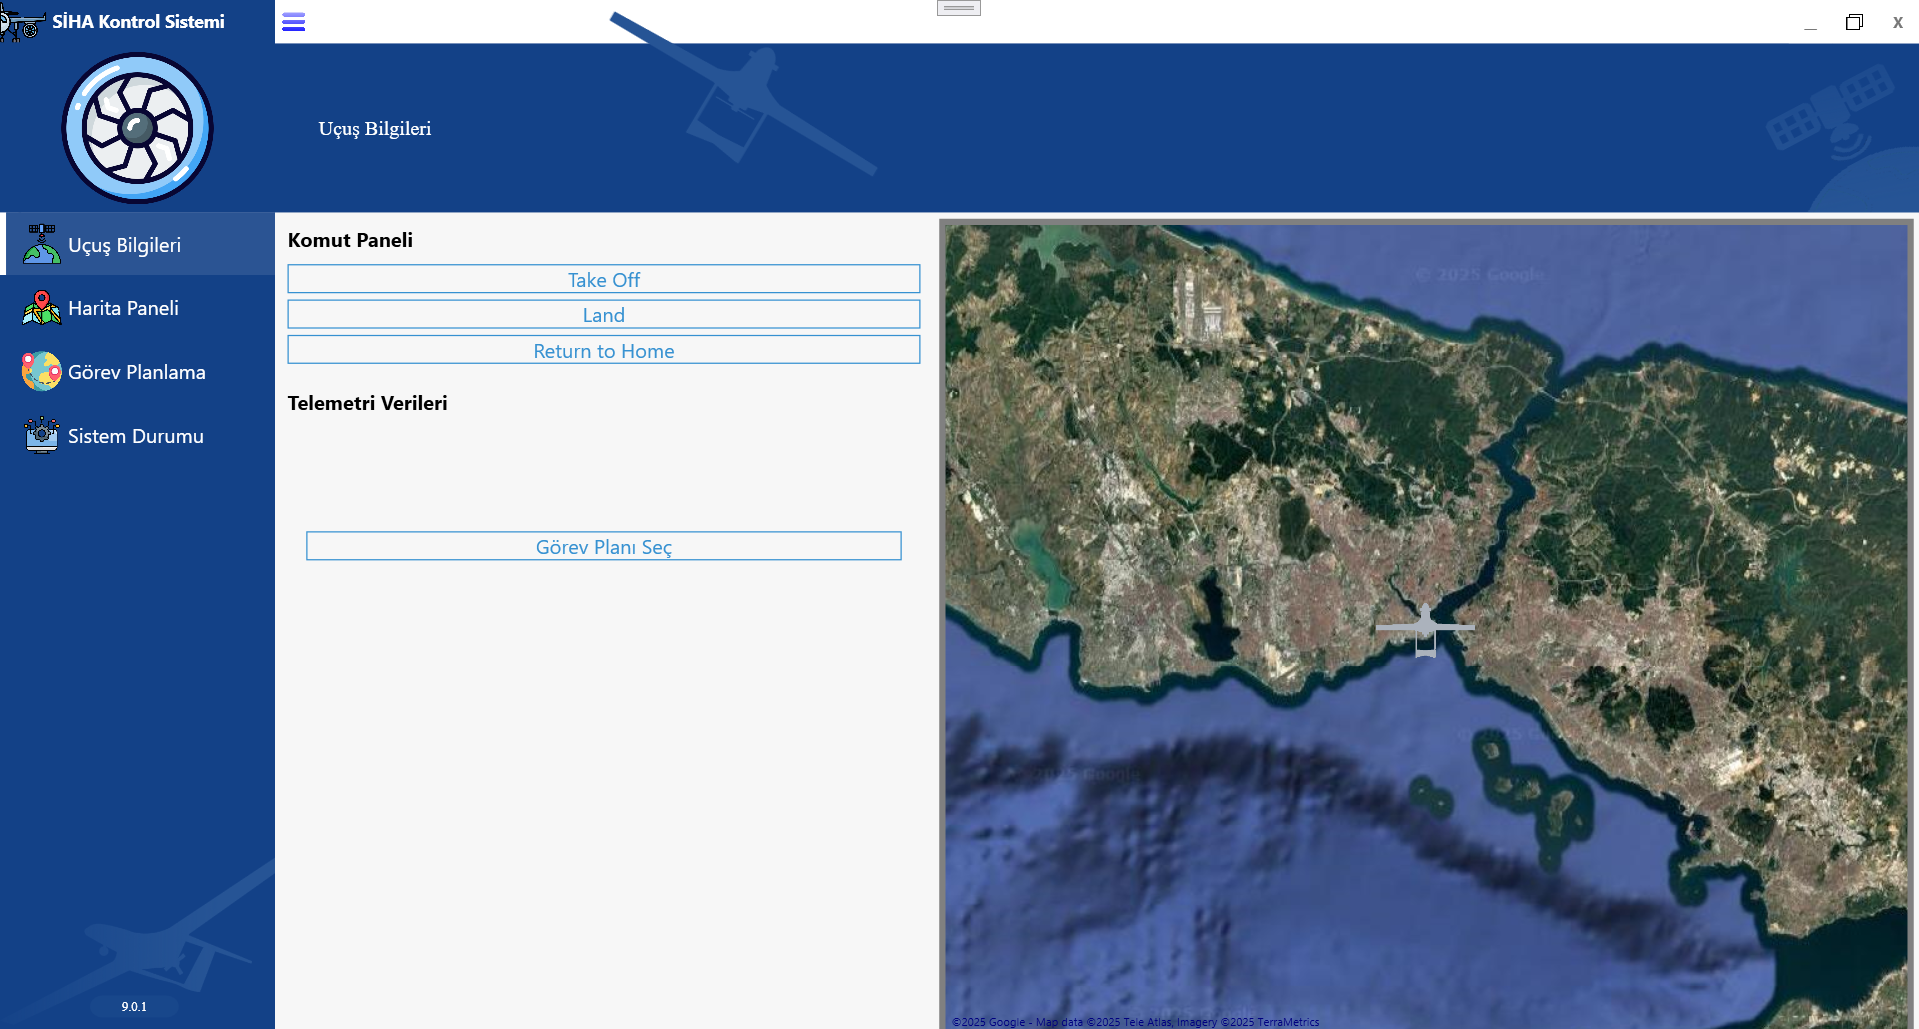 SİHA Kontrol Sistemi
X
Uçuş Bilgileri
Uçuş Bilgileri
Harita Paneli
Görev Planlama
Sistem Durumu
9.0.1
Komut Paneli
Take Off
Land
Return to Home
Telemetri Verileri
Görev Planı Seç
© 2025 Google
2025 Google
©2025 Google - Map data ©2025 Tele Atlas, Imagery ©2025 TerraMetrics